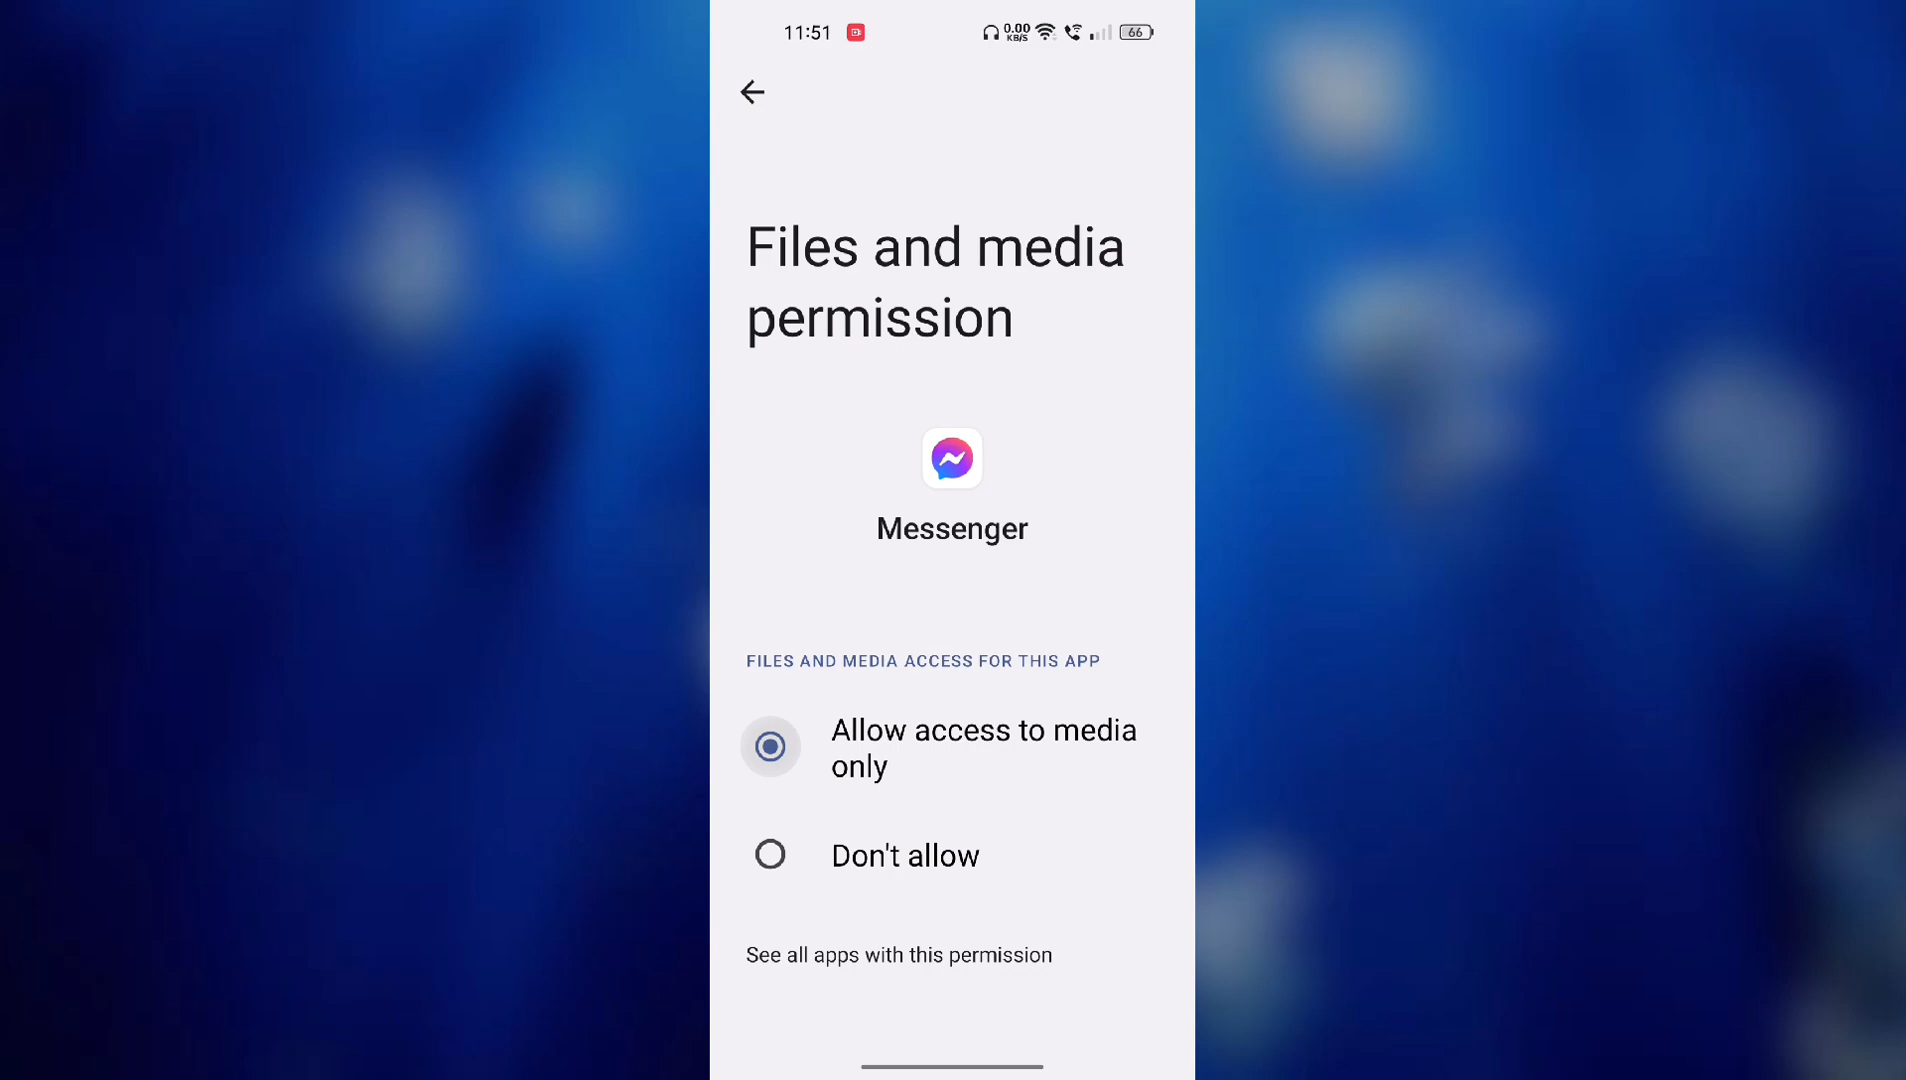 11:51 0.00 KB/S 66
Files and media
permission
Messenger
FILES AND MEDIA ACCESS FOR THIS APP
Allow access to media
only
Don't allow
See all apps with this permission